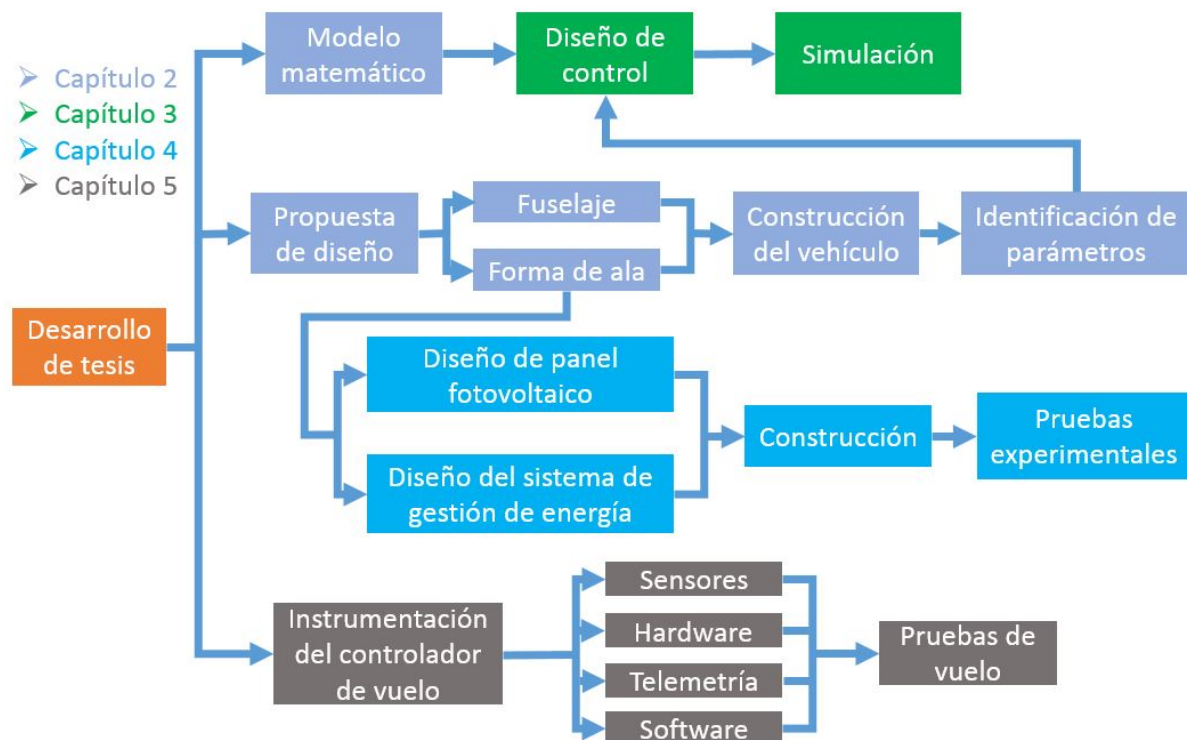 Capítulo 2
Capítulo 3
Capítulo 4
Capítulo 5
Desarrollo
de tesis
Modelo
matemático
Diseño de
control
Simulación
Propuesta
de diseño
Fuselaje
Forma de ala
Construcción
del vehículo
Identificación de
parámetros
Diseño de panel
fotovoltaico
Diseño del sistema de
gestión de energía
Construcción
Pruebas
experimentales
Instrumentación
del controlador
de vuelo
Sensores
Hardware
Telemetría
Software
Pruebas de
vuelo